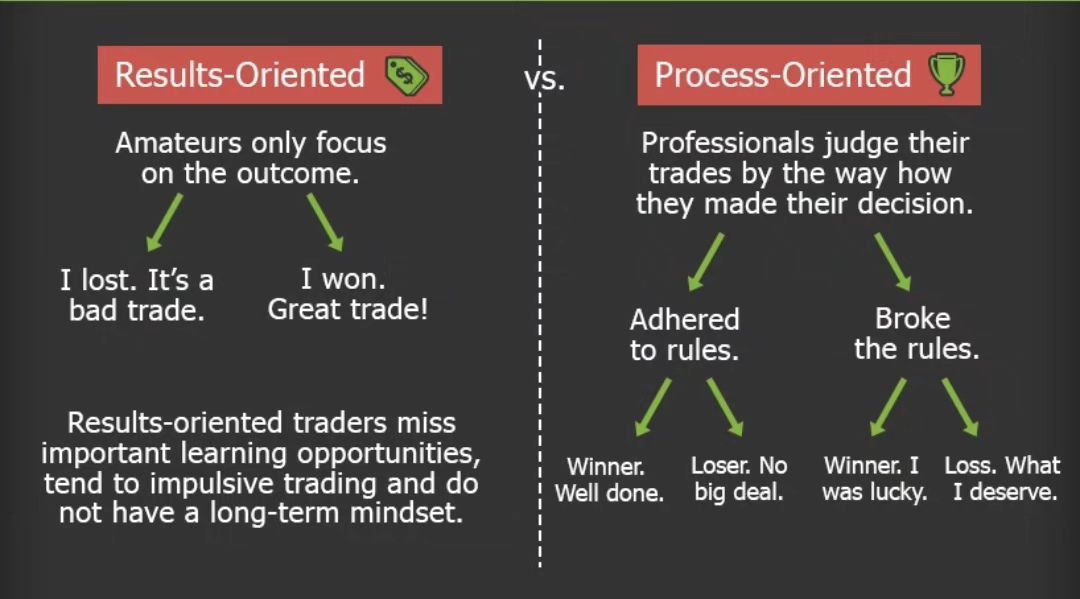 Results-Oriented
vs.
Process-Oriented
Amateurs only focus
on the outcome.
I lost. It's a
bad trade.
I won.
Great trade!
Results-oriented traders miss
important learning opportunities,
tend to impulsive trading and do
not have a long-term mindset.
Professionals judge their
trades by the way how
they made their decision.
Adhered
to rules.
Broke
the rules.
Winner.
Well done.
Loser. No
big deal.
Winner. I
was lucky.
Loss. What
I deserve.